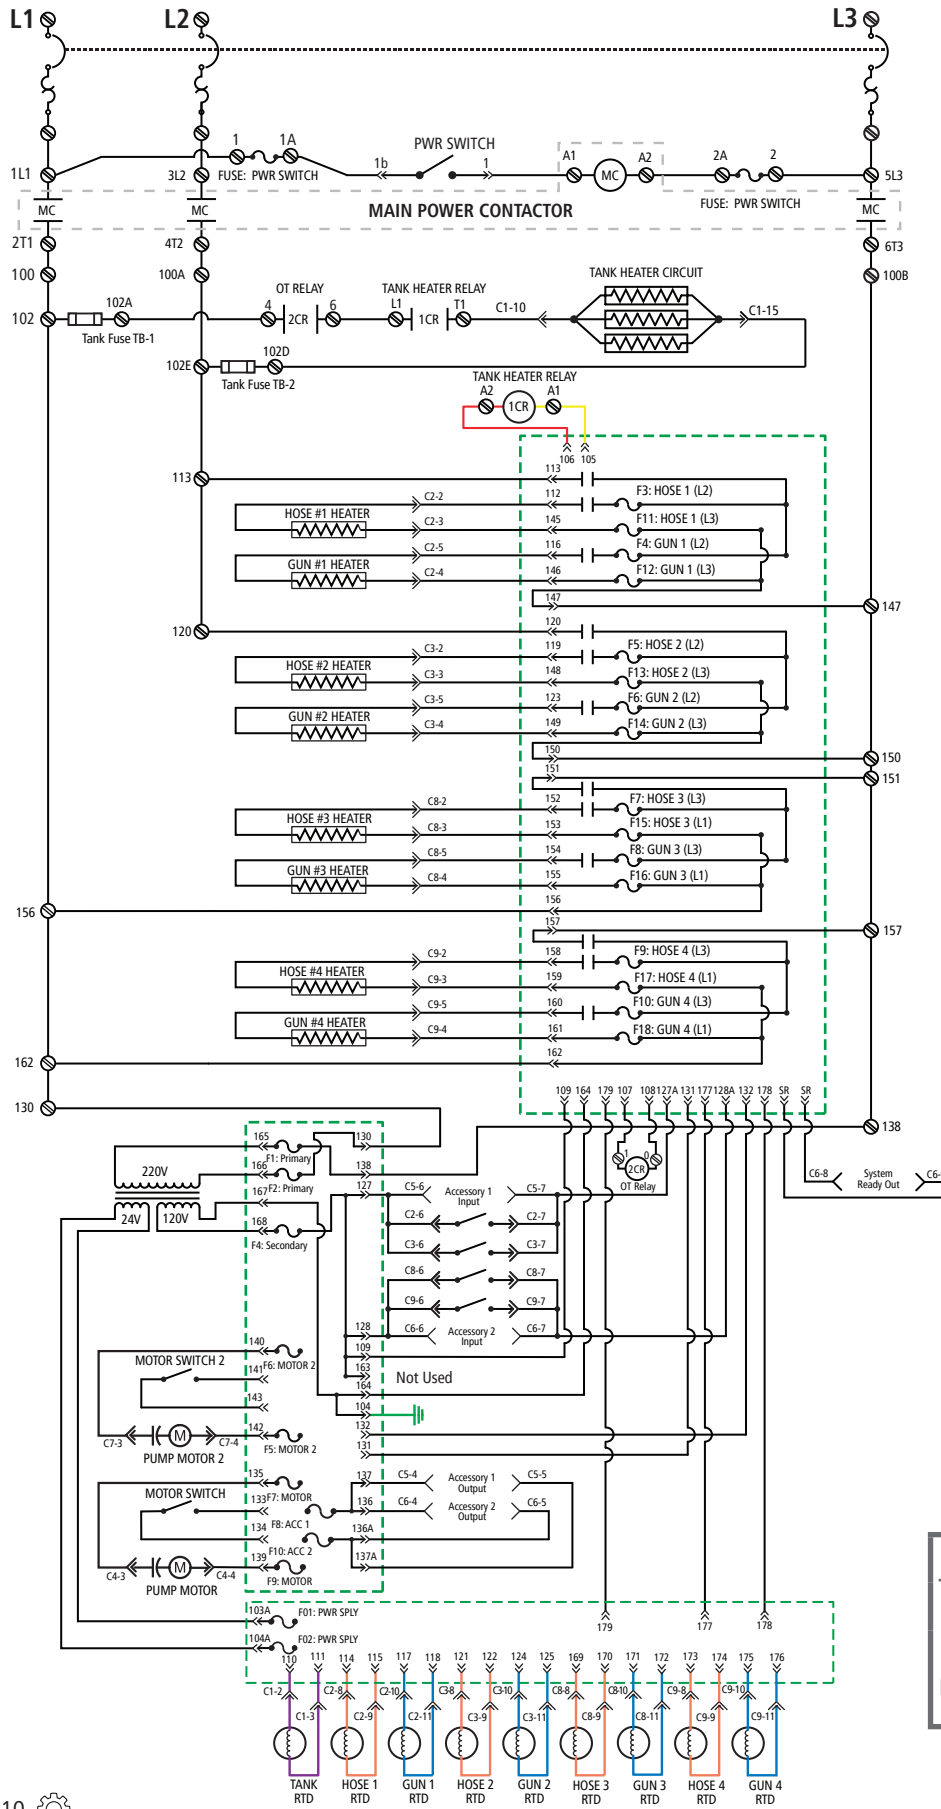 L1 L2 L3
1 1A PWR SWITCH
1b 1 A1 MC A2 2A 2
1L1 3L2 FUSE: PWR SWITCH 5L3
FUSE: PWR SWITCH
MC MC MAIN POWER CONTACTOR MC
2T1 4T2 6T3
100 100A 100B
OT RELAY TANK HEATER RELAY TANK HEATER CIRCUIT
102 102A 4 2CR 6 L1 1CR T1 C1-10 C1-15
Tank Fuse TB-1
102E 102D
Tank Fuse TB-2
TANK HEATER RELAY
A2 1CR A1
106 105
113 113
C2-2 112 F3: HOSE 1 (L2)
HOSE #1 HEATER C2-3 145 F11: HOSE 1 (L3)
C2-5 116 F4: GUN 1 (L2)
GUN #1 HEATER C2-4 146 F12: GUN 1 (L3)
147 147
120 120
C3-2 119 F5: HOSE 2 (L2)
HOSE #2 HEATER C3-3 148 F13: HOSE 2 (L3)
C3-5 123 F6: GUN 2 (L2)
GUN #2 HEATER C3-4 149 F14: GUN 2 (L3)
150 150
151 151
C8-2 152 F7: HOSE 3 (L3)
HOSE #3 HEATER C8-3 153 F15: HOSE 3 (L1)
C8-5 154 F8: GUN 3 (L3)
GUN #3 HEATER C8-4 155 F16: GUN 3 (L1)
156 156
157 157
C9-2 158 F9: HOSE 4 (L3)
HOSE #4 HEATER C9-3 159 F17: HOSE 4 (L1)
C9-5 160 F10: GUN 4 (L3)
GUN #4 HEATER C9-4 161 F18: GUN 4 (L1)
162 162
130 109 164 179 107 108 127A 131 177 128A 132 178 SR SR
165 130 138
F1: Primary
220V 166 138 1 2CR 0
F2: Primary OT Relay
167 127 C5-6 Accessory 1 Input C5-7 C6-8 System Ready Out C6-
24V 120V 168 C2-6 C2-7
F4: Secondary C3-6 C3-7
C8-6 C8-7
C9-6 C9-7
128 C6-6 Accessory 2 Input C6-7
140 109
MOTOR SWITCH 2 F6: MOTOR 2
141 163 Not Used
143 164
104
142 132
C7-3 M C7-4 F5: MOTOR 2
PUMP MOTOR 2 131
135 137 C5-4 Accessory 1 Output C5-5
MOTOR SWITCH F7: MOTOR
133 136 C6-4 Accessory 2 Output C6-5
F8: ACC 1
134 136A
F10: ACC 2
139 137A
C4-3 M C4-4 F9: MOTOR
PUMP MOTOR
103A F01: PWR SPLY
179 177 178
104A F02: PWR SPLY
110 111 114 115 117 118 121 122 124 125 169 170 171 172 173 174 175 176
C1-2 C2-8 C2-10 C3-8 C3-10 C8-8 C8-10 C9-8 C9-10
C1-3 C2-9 C2-11 C3-9 C3-11 C8-9 C8-11 C9-9 C9-11
TANK RTD HOSE 1 RTD GUN 1 RTD HOSE 2 RTD GUN 2 RTD HOSE 3 RTD GUN 3 RTD HOSE 4 RTD GUN 4 RTD
10